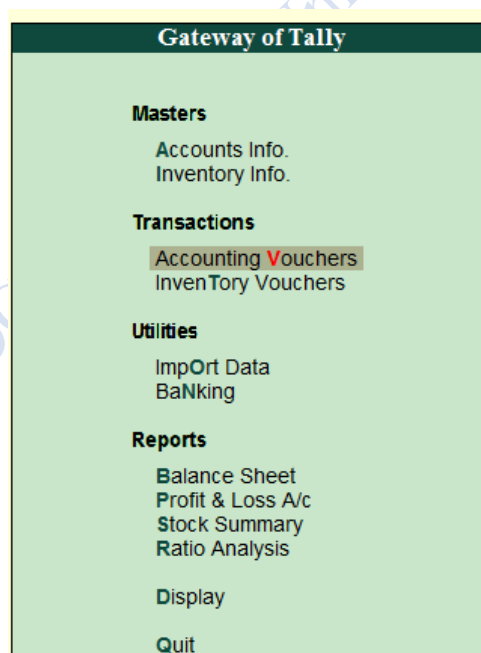 Gateway of Tally
Masters
Accounts Info.
Inventory Info.
Transactions
Accounting Vouchers
InvenTory Vouchers
Utilities
ImpOrt Data
BaNking
Reports
Balance Sheet
Profit & Loss A/c
Stock Summary
Ratio Analysis
Display
Quit